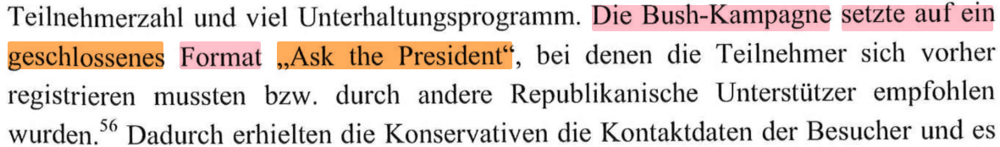 Teilnehmerzahl und viel Unterhaltungsprogramm. Die Bush-Kampagne setzte auf ein
geschlossenes Format „Ask the President“, bei denen die Teilnehmer sich vorher
registrieren mussten bzw. durch andere Republikanische Unterstützer empfohlen
wurden.56 Dadurch erhielten die Konservativen die Kontaktdaten der Besucher und es